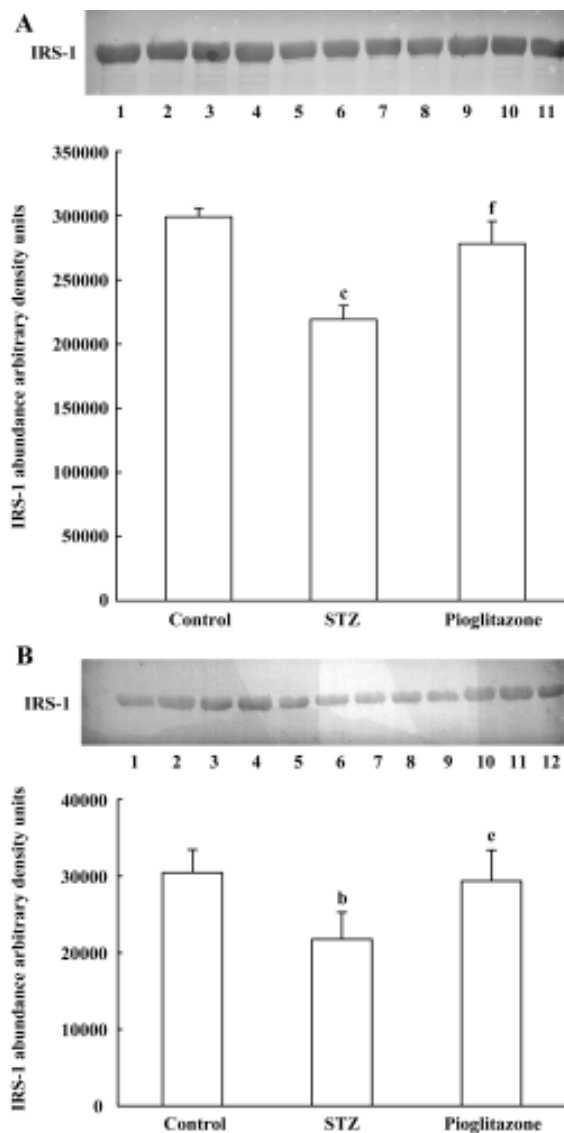 A
IRS-1
1 2 3 4 5 6 7 8 9 10 11
IRS-1 abundance arbitrary density units
350000
300000
250000
200000
150000
100000
50000
0
c
f
Control STZ Pioglitazone
B
IRS-1
1 2 3 4 5 6 7 8 9 10 11 12
IRS-1 abundance arbitrary density units
40000
30000
20000
10000
0
b
e
Control STZ Pioglitazone